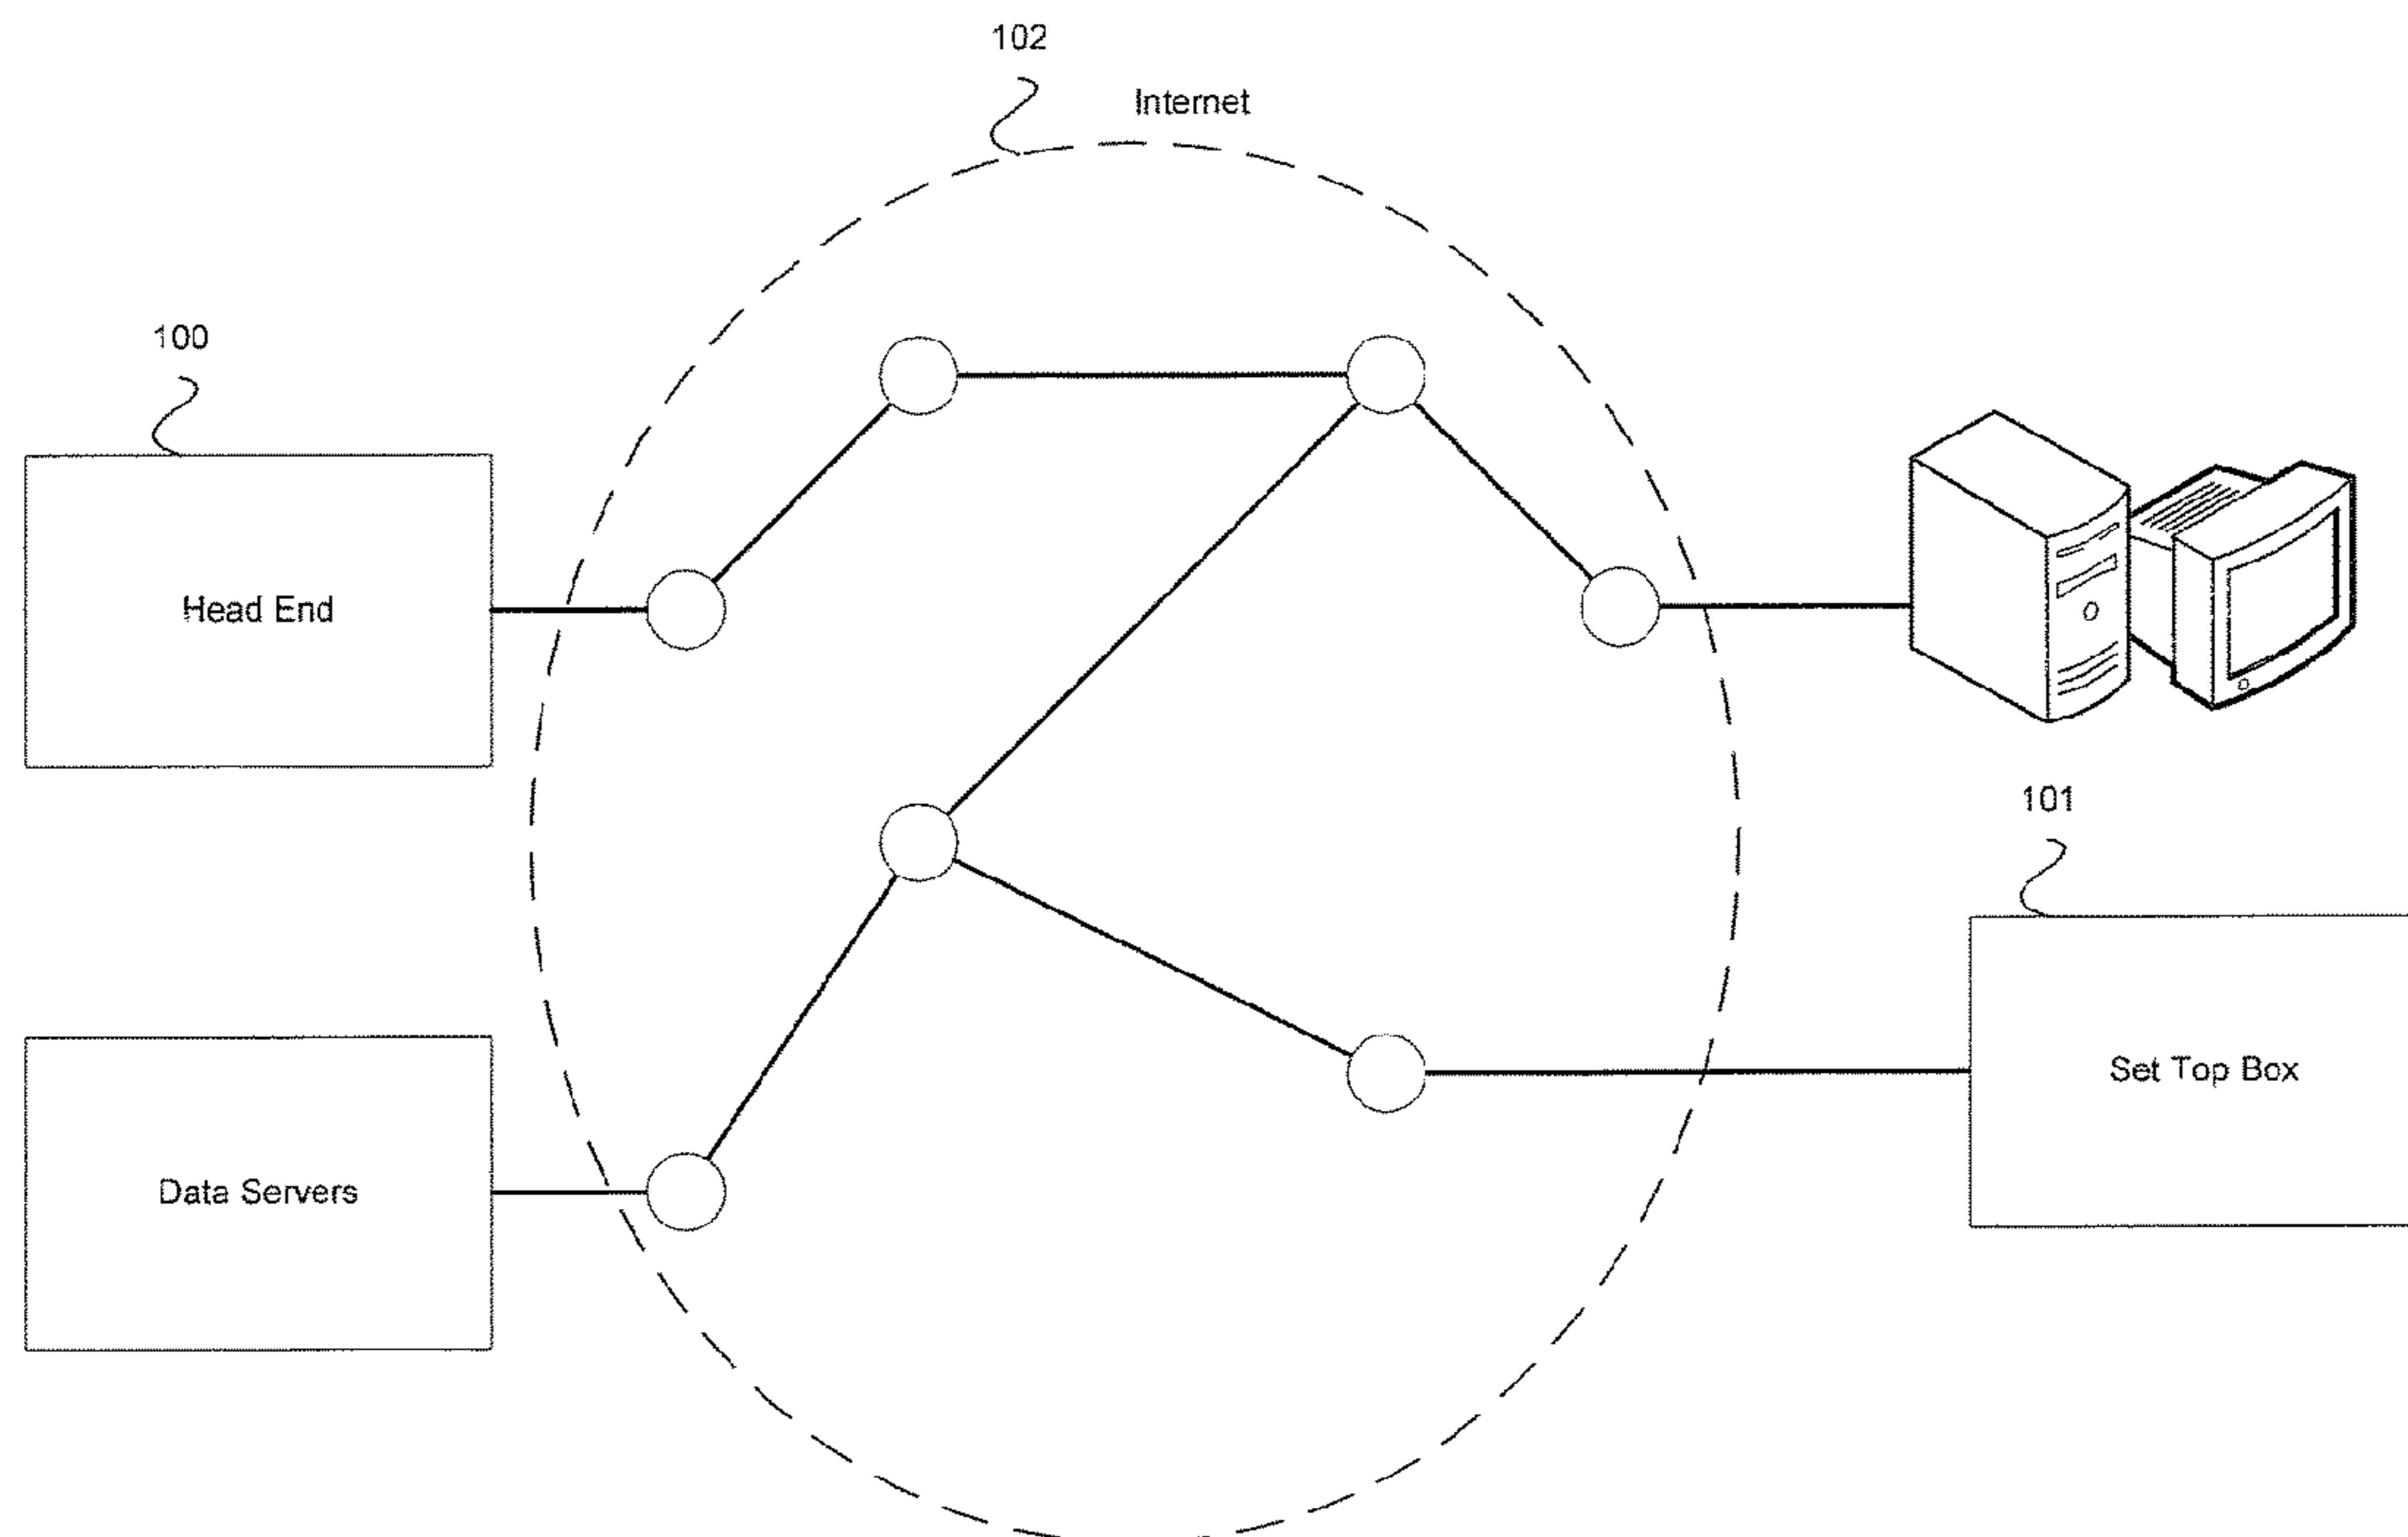 102
Internet
100
Head End
101
Set Top Box
Data Servers